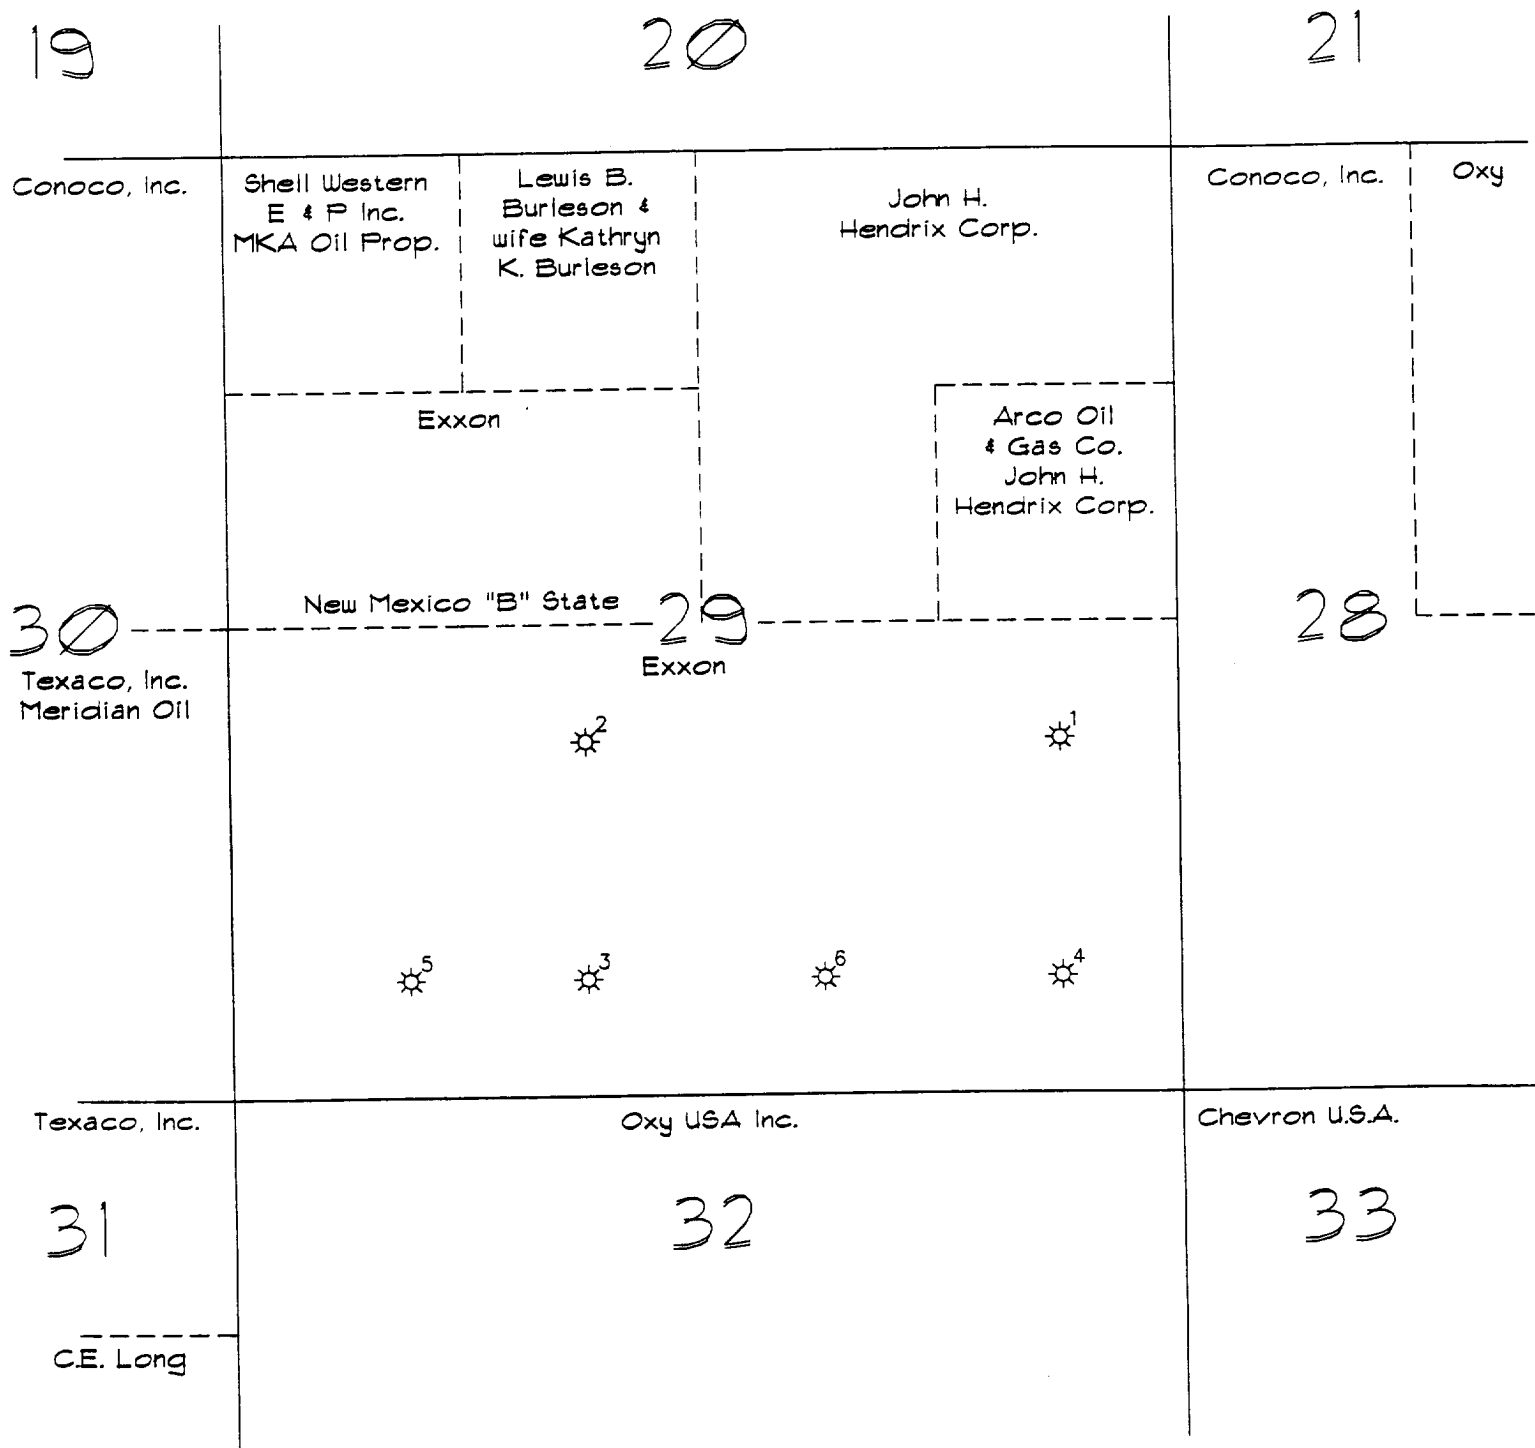 19
20
21
Conoco, Inc.
Shell Western
E & P Inc.
MKA Oil Prop.
Lewis B.
Burleson &
wife Kathryn
K. Burleson
John H.
Hendrix Corp.
Conoco, Inc.
Oxy
Exxon
Arco Oil
& Gas Co.
John H.
Hendrix Corp.
New Mexico "B" State
30
29
28
Texaco, Inc.
Meridian Oil
Exxon
2
1
5
3
6
4
Texaco, Inc.
Oxy USA Inc.
Chevron U.S.A.
31
32
33
C.E. Long